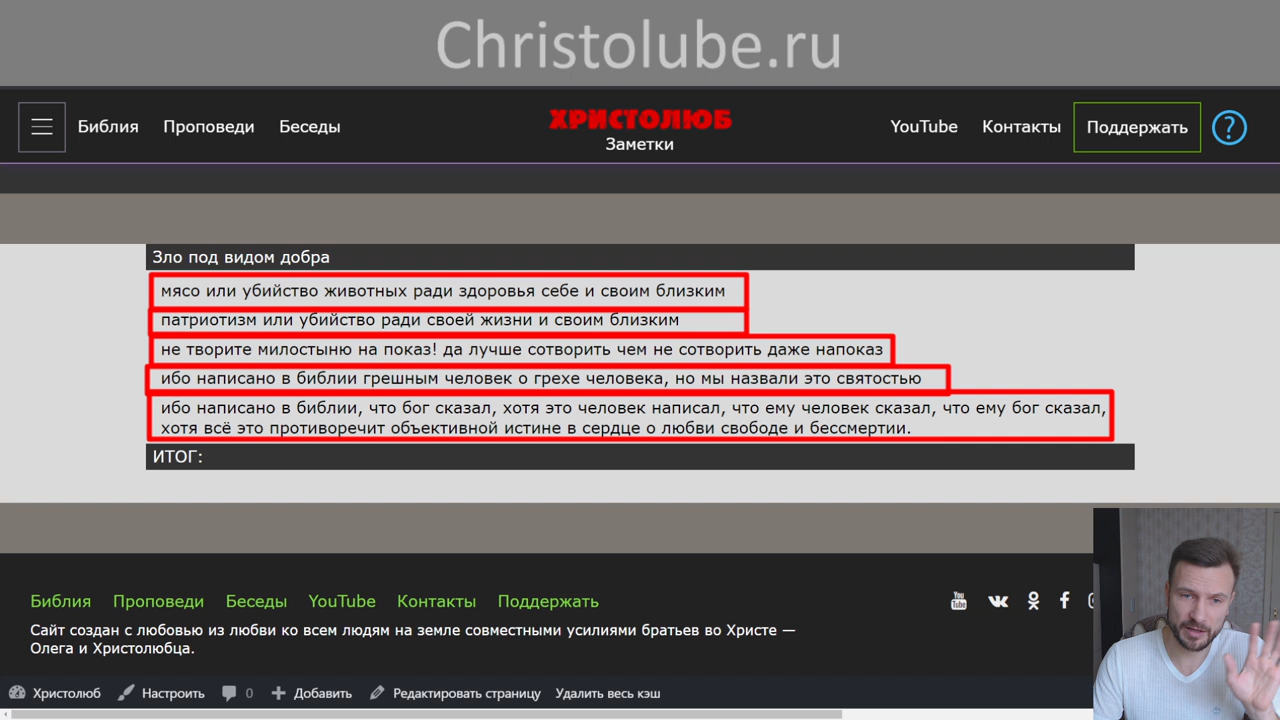 Christolube.ru
Библия Проповеди Беседы
ХРИСТОЛЮБ
Заметки
YouTube Контакты Поддержать ?
Зло под видом добра
мясо или убийство животных ради здоровья себе и своим близким
патриотизм или убийство ради своей жизни и своим близким
не творите милостыню на показ! да лучше сотворить чем не сотворить даже напоказ
ибо написано в библии грешным человек о грехе человека, но мы назвали это святостью
ибо написано в библии, что бог сказал, хотя это человек написал, что ему человек сказал, что ему бог сказал,
хотя всё это противоречит объективной истине в сердце о любви свободе и бессмертии.
ИТОГ:
Библия Проповеди Беседы YouTube Контакты Поддержать
You Tube
Сайт создан с любовью из любви ко всем людям на земле совместными усилиями братьев во Христе —
Олега и Христолюбца.
Христолюб Настроить 0 Добавить Редактировать страницу Удалить весь кэш